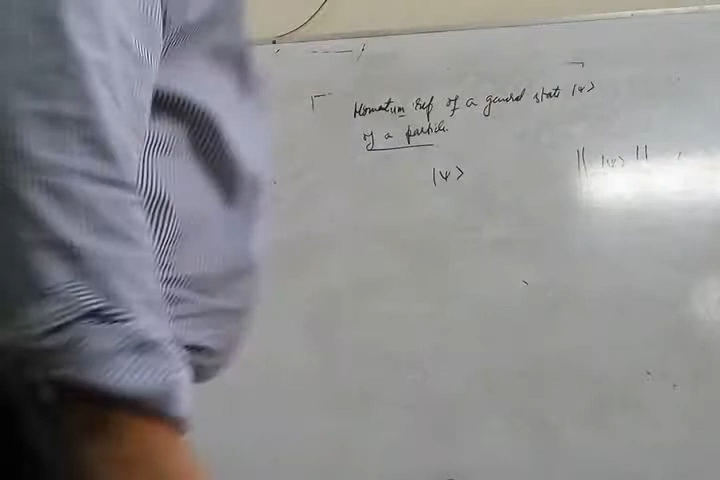 Momentum Rep of a general state |ψ>
of a particle
|ψ>
|| |ψ> ||